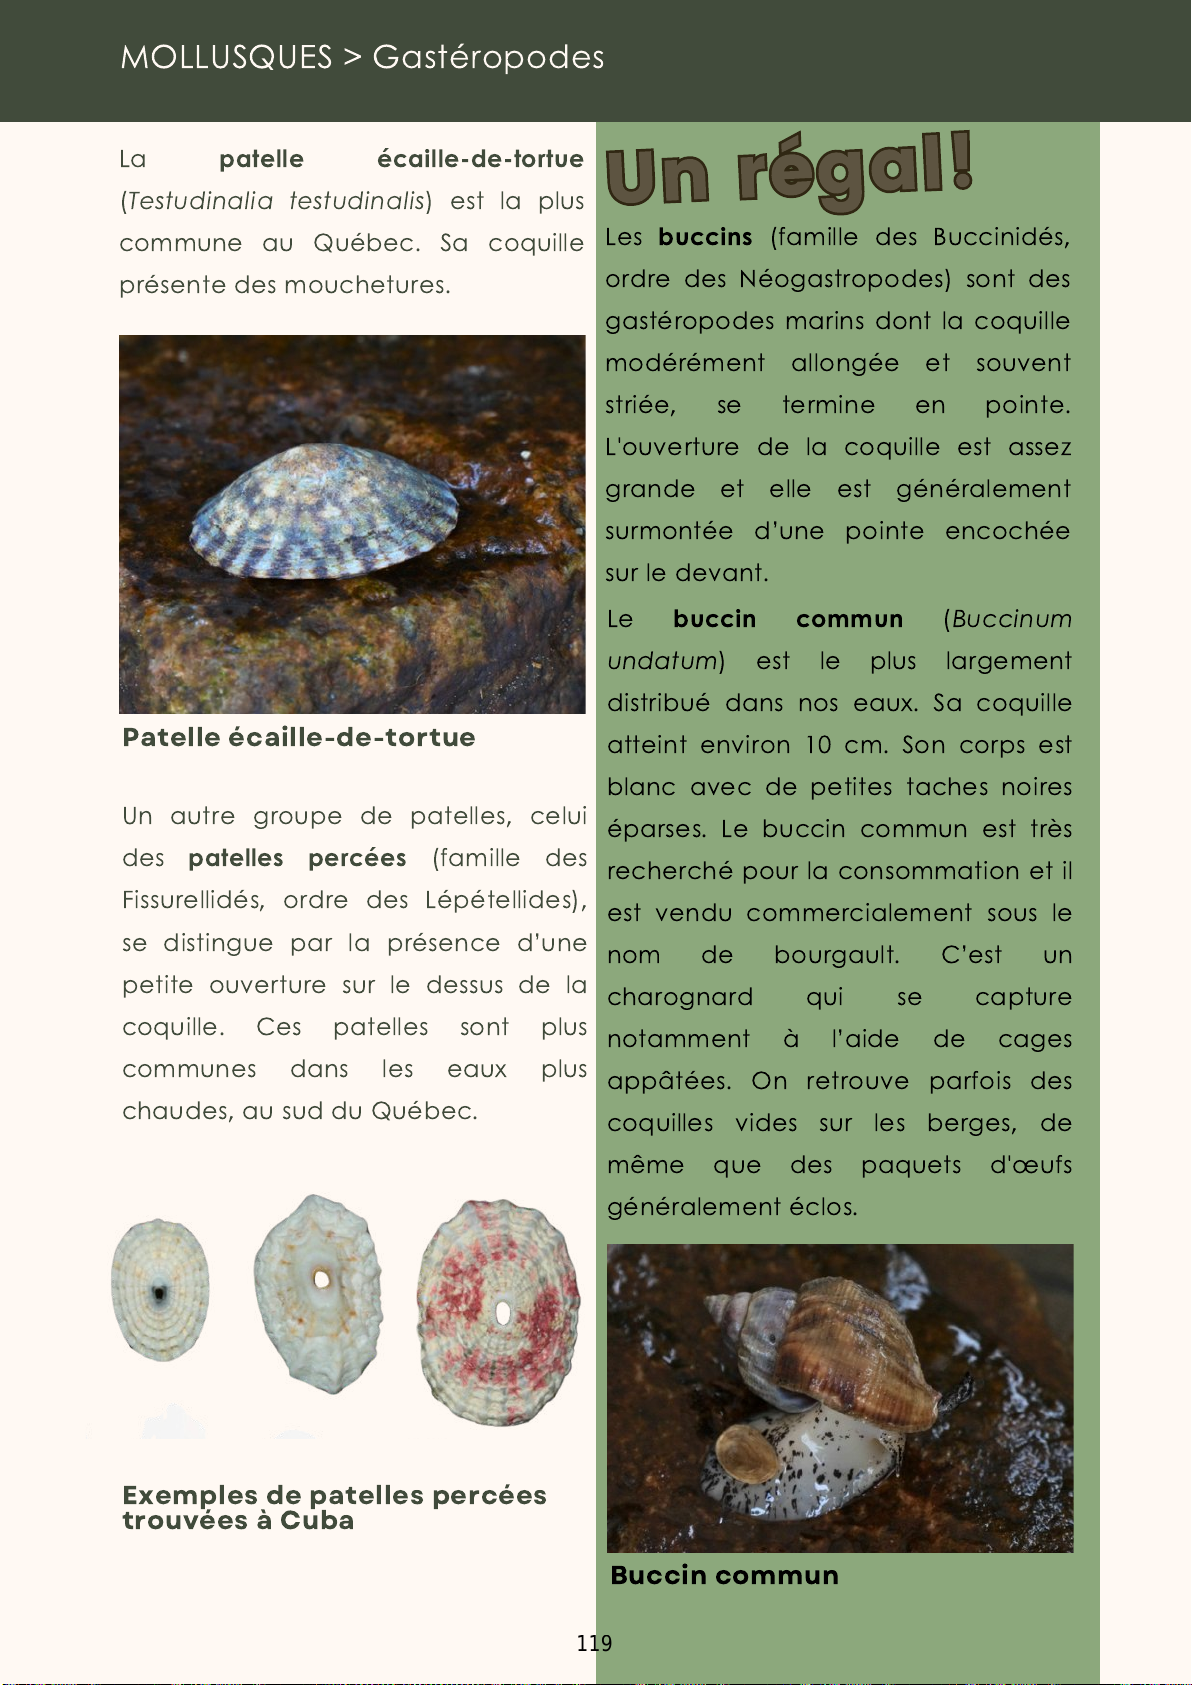 MOLLUSQUES > Gastéropodes
La patelle écaille-de-tortue
(Testudinalia testudinalis) est la plus
commune au Québec. Sa coquille
présente des mouchetures.
Patelle écaille-de-tortue
Un autre groupe de patelles, celui
des patelles percées (famille des
Fissurellidés, ordre des Lépétellides),
se distingue par la présence d’une
petite ouverture sur le dessus de la
coquille. Ces patelles sont plus
communes dans les eaux plus
chaudes, au sud du Québec.
Exemples de patelles percées
trouvées à Cuba
Un régal!
Les buccins (famille des Buccinidés,
ordre des Néogastropodes) sont des
gastéropodes marins dont la coquille
modérément allongée et souvent
striée, se termine en pointe.
L'ouverture de la coquille est assez
grande et elle est généralement
surmontée d’une pointe encochée
sur le devant.
Le buccin commun (Buccinum
undatum) est le plus largement
distribué dans nos eaux. Sa coquille
atteint environ 10 cm. Son corps est
blanc avec de petites taches noires
éparses. Le buccin commun est très
recherché pour la consommation et il
est vendu commercialement sous le
nom de bourgault. C’est un
charognard qui se capture
notamment à l’aide de cages
appâtées. On retrouve parfois des
coquilles vides sur les berges, de
même que des paquets d'œufs
généralement éclos.
Buccin commun
119